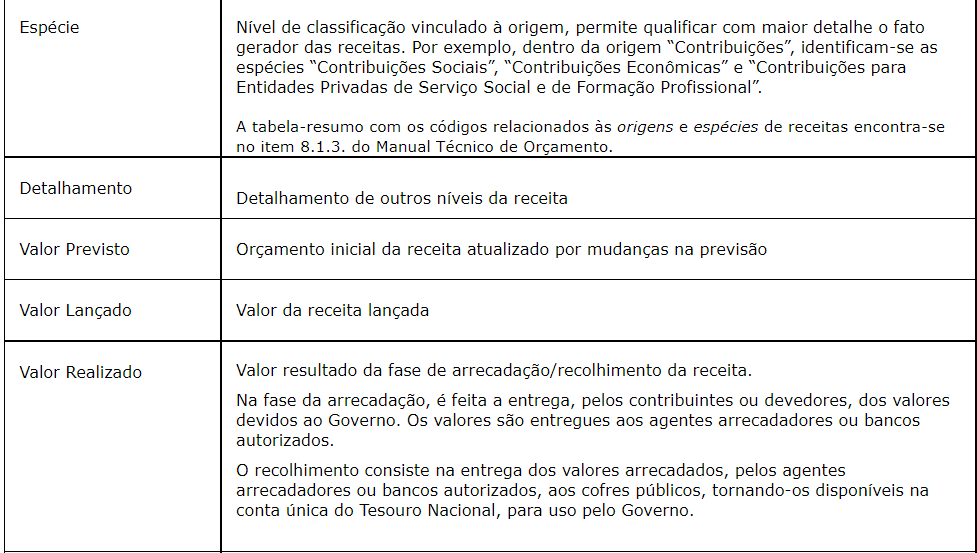 Espécie
Nível de classificação vinculado à origem, permite qualificar com maior detalhe o fato
gerador das receitas. Por exemplo, dentro da origem “Contribuições”, identificam-se as
espécies “Contribuições Sociais”, “Contribuições Econômicas” e “Contribuições para
Entidades Privadas de Serviço Social e de Formação Profissional”.
A tabela-resumo com os códigos relacionados às origens e espécies de receitas encontra-se
no item 8.1.3. do Manual Técnico de Orçamento.
Detalhamento
Detalhamento de outros níveis da receita
Valor Previsto
Orçamento inicial da receita atualizado por mudanças na previsão
Valor Lançado
Valor da receita lançada
Valor Realizado
Valor resultado da fase de arrecadação/recolhimento da receita.
Na fase da arrecadação, é feita a entrega, pelos contribuintes ou devedores, dos valores
devidos ao Governo. Os valores são entregues aos agentes arrecadadores ou bancos
autorizados.
O recolhimento consiste na entrega dos valores arrecadados, pelos agentes
arrecadadores ou bancos autorizados, aos cofres públicos, tornando-os disponíveis na
conta única do Tesouro Nacional, para uso pelo Governo.